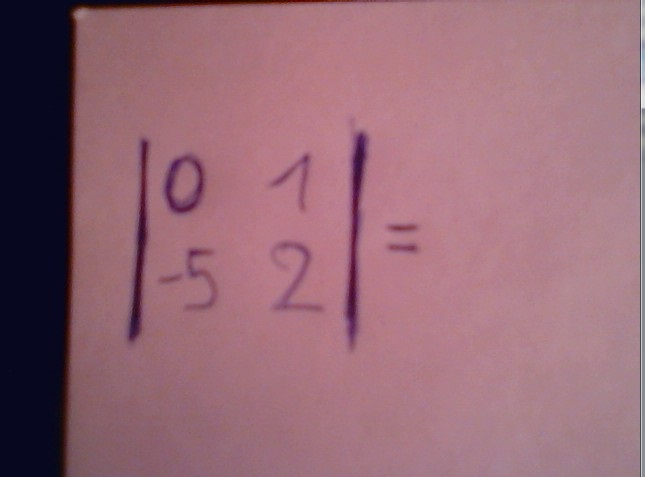 |0 1| =
|-5 2|